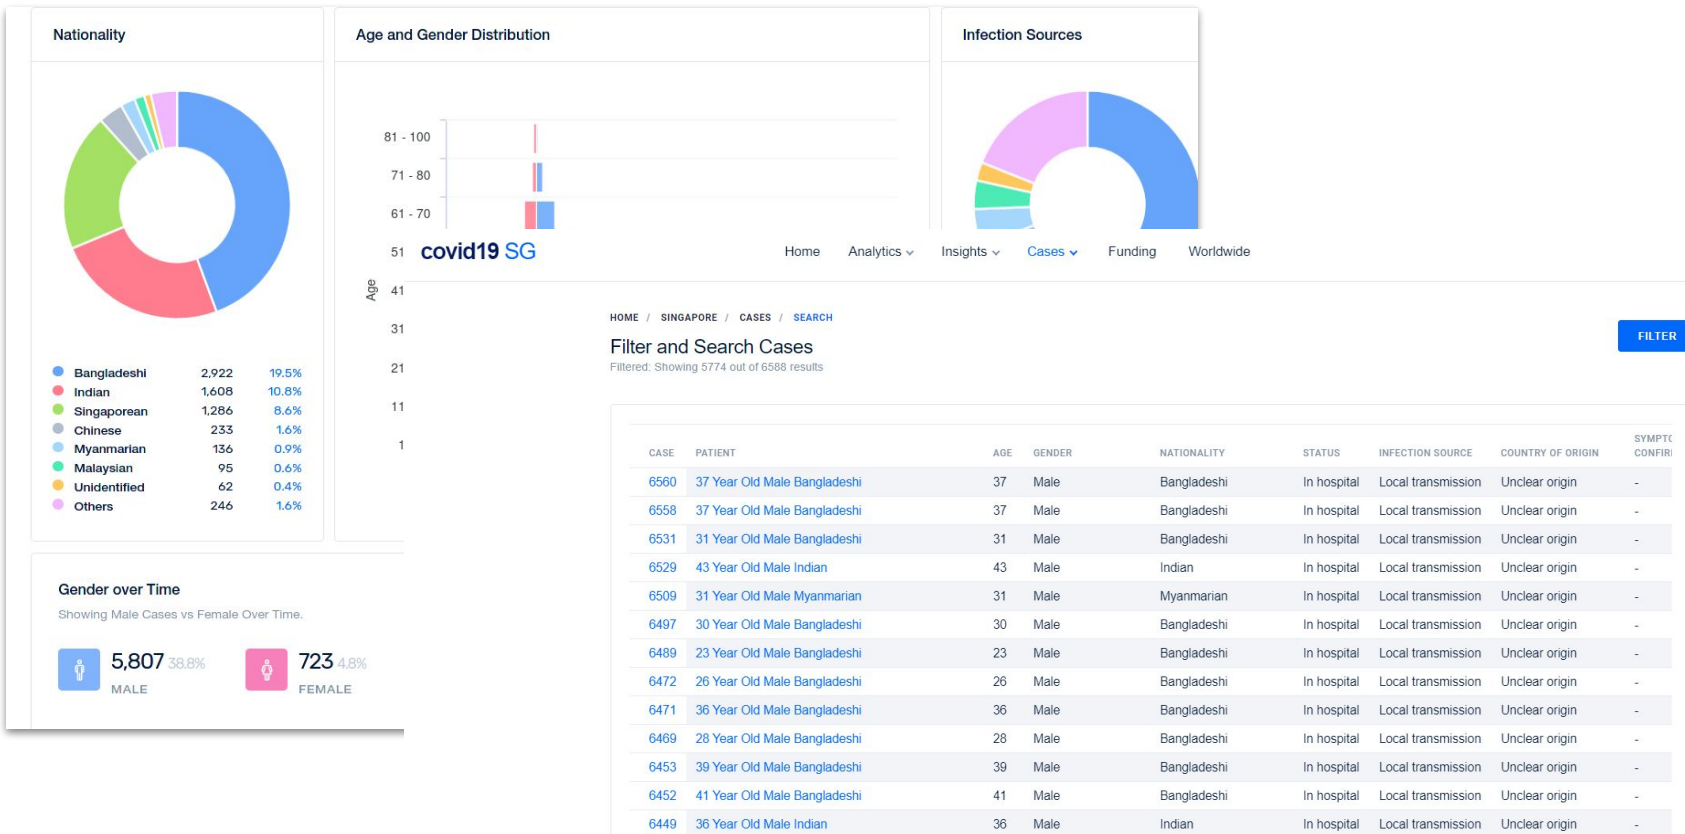 Nationality
Bangladeshi 2,922 19.5%
Indian 1,608 10.8%
Singaporean 1,286 8.6%
Chinese 233 1.6%
Myanmarian 136 0.9%
Malaysian 95 0.6%
Unidentified 62 0.4%
Others 246 1.6%
Age and Gender Distribution
Age
81 - 100
71 - 80
61 - 70
51
41
31
21
11
1
Infection Sources
Gender over Time
Showing Male Cases vs Female Over Time.
5,807 38.8%
MALE
723 4.8%
FEMALE
covid19 SG Home Analytics Insights Cases Funding Worldwide
HOME / SINGAPORE / CASES / SEARCH
Filter and Search Cases
Filtered: Showing 5774 out of 6588 results
FILTER
CASE PATIENT AGE GENDER NATIONALITY STATUS INFECTION SOURCE COUNTRY OF ORIGIN SYMPTO
CONFIR
6560 37 Year Old Male Bangladeshi 37 Male Bangladeshi In hospital Local transmission Unclear origin -
6558 37 Year Old Male Bangladeshi 37 Male Bangladeshi In hospital Local transmission Unclear origin -
6531 31 Year Old Male Bangladeshi 31 Male Bangladeshi In hospital Local transmission Unclear origin -
6529 43 Year Old Male Indian 43 Male Indian In hospital Local transmission Unclear origin -
6509 31 Year Old Male Myanmarian 31 Male Myanmarian In hospital Local transmission Unclear origin -
6497 30 Year Old Male Bangladeshi 30 Male Bangladeshi In hospital Local transmission Unclear origin -
6489 23 Year Old Male Bangladeshi 23 Male Bangladeshi In hospital Local transmission Unclear origin -
6472 26 Year Old Male Bangladeshi 26 Male Bangladeshi In hospital Local transmission Unclear origin -
6471 36 Year Old Male Bangladeshi 36 Male Bangladeshi In hospital Local transmission Unclear origin -
6469 28 Year Old Male Bangladeshi 28 Male Bangladeshi In hospital Local transmission Unclear origin -
6453 39 Year Old Male Bangladeshi 39 Male Bangladeshi In hospital Local transmission Unclear origin -
6452 41 Year Old Male Bangladeshi 41 Male Bangladeshi In hospital Local transmission Unclear origin -
6449 36 Year Old Male Indian 36 Male Indian In hospital Local transmission Unclear origin -